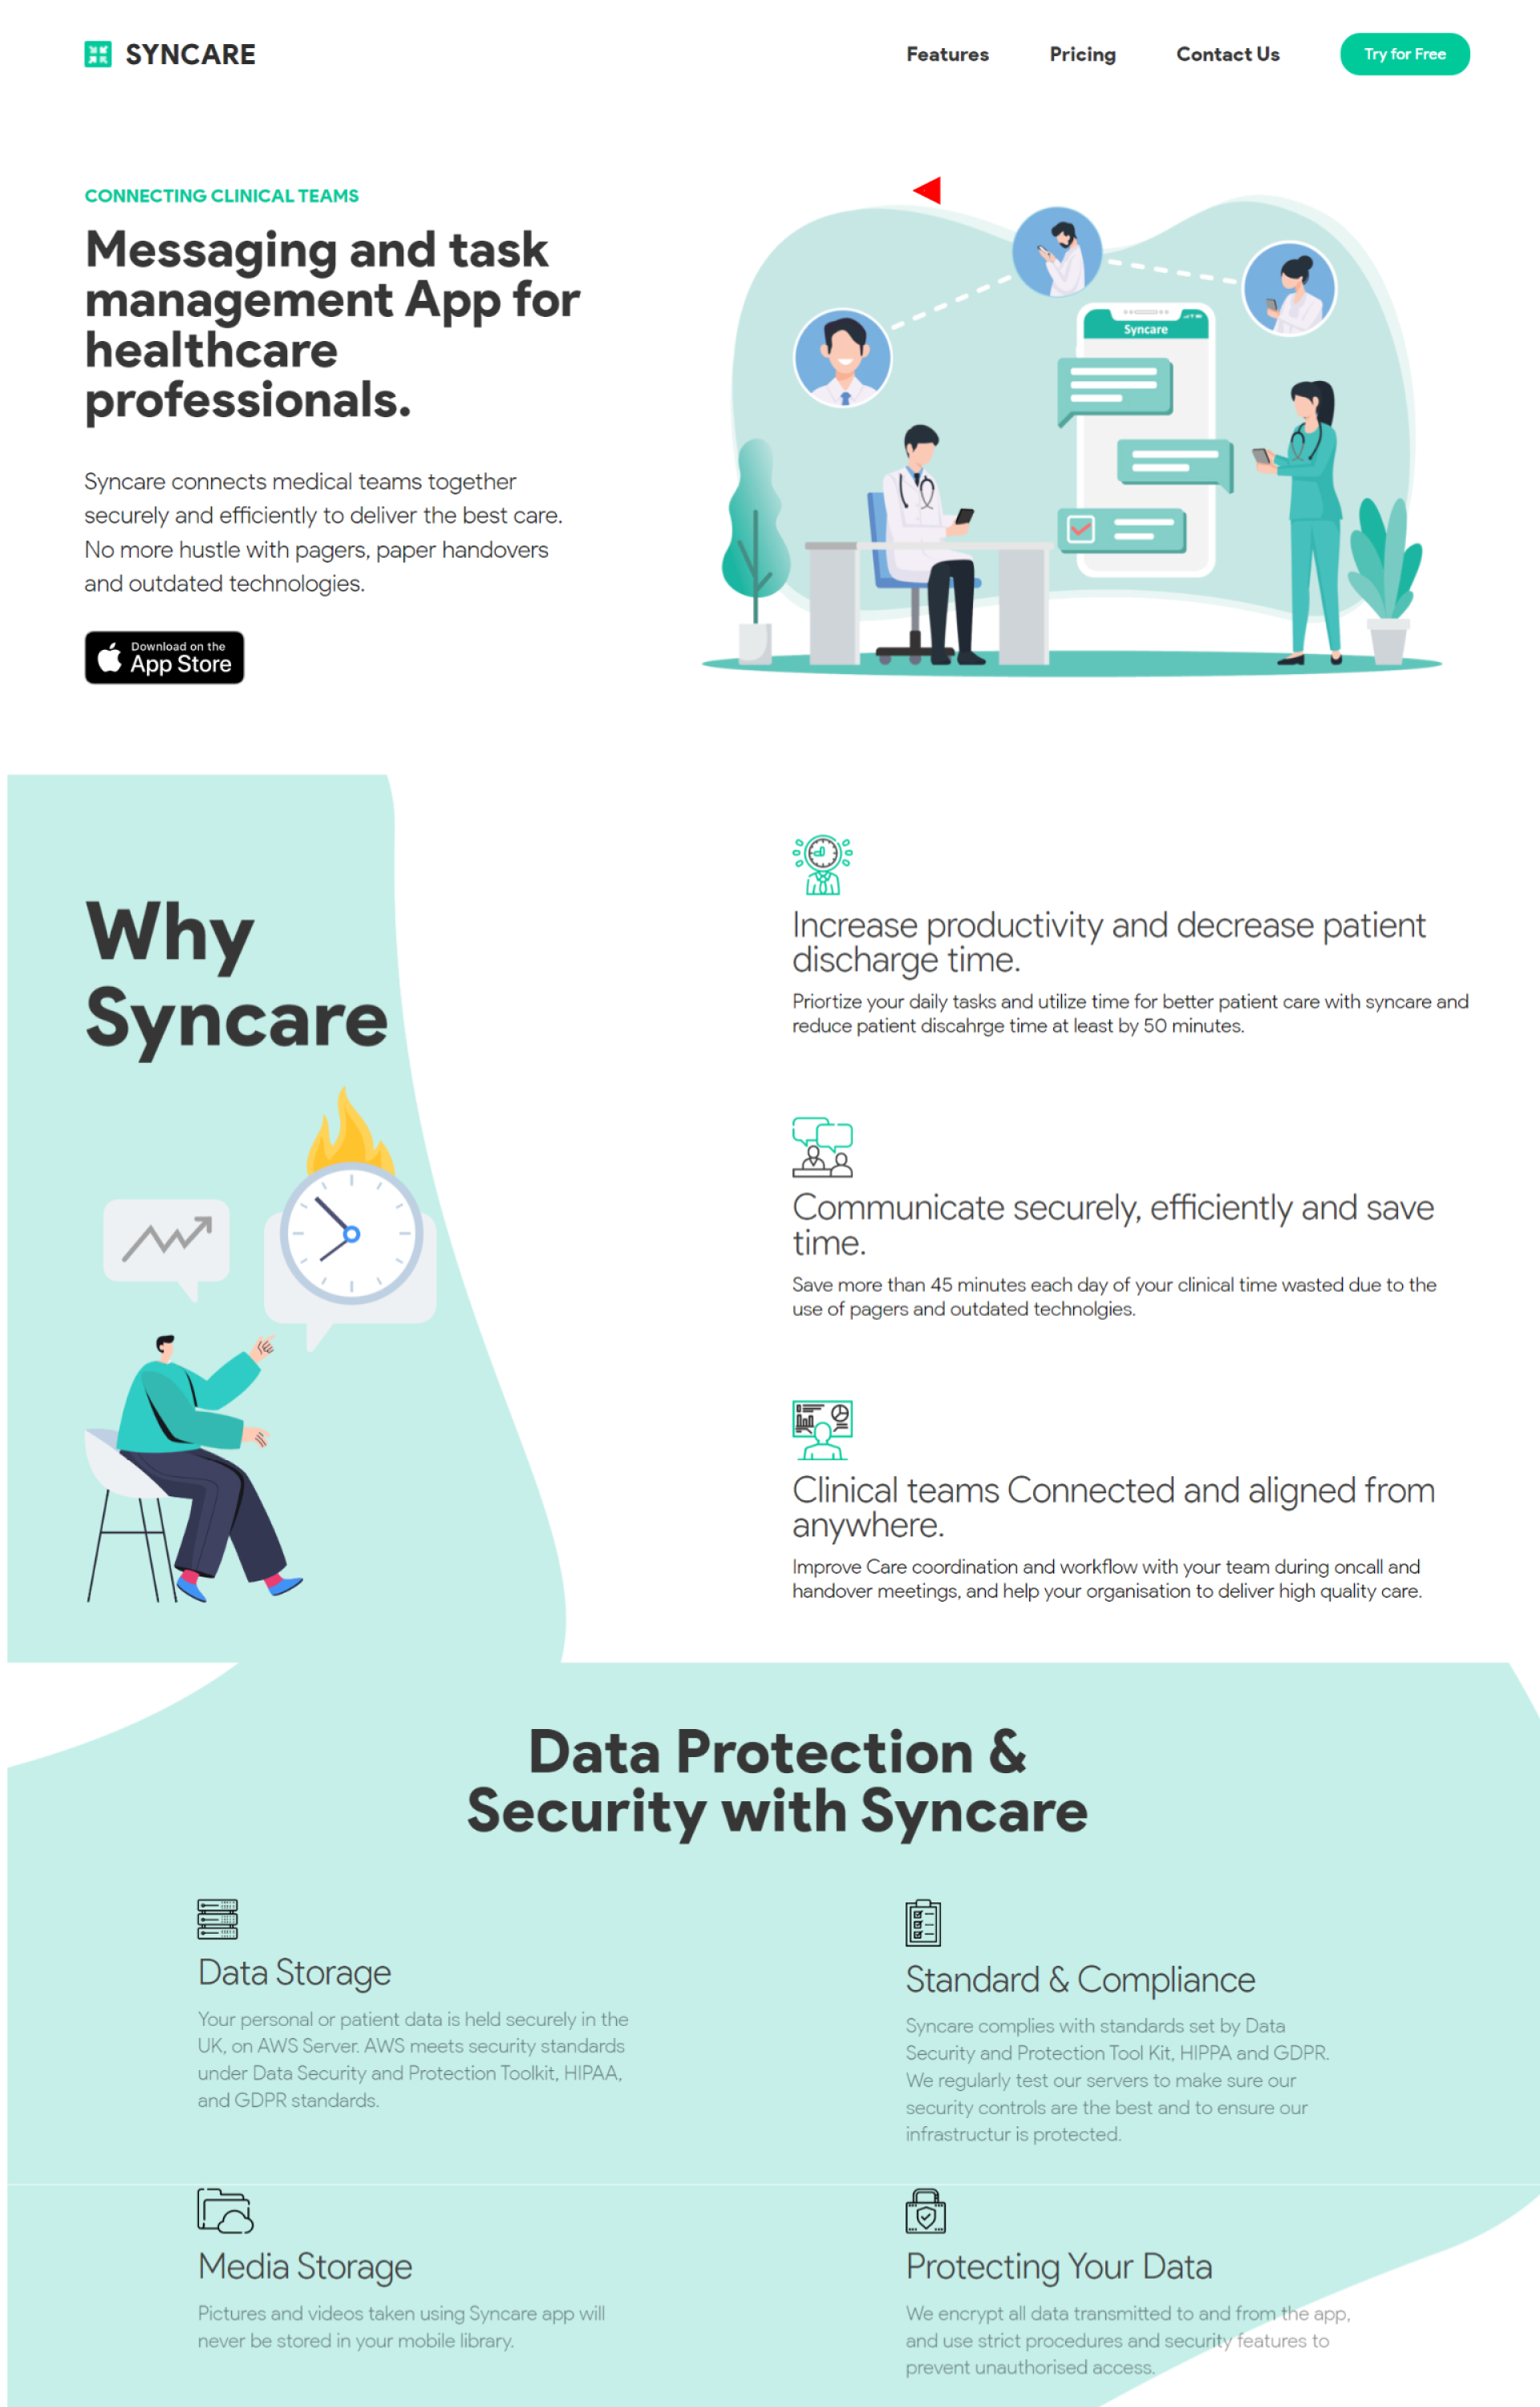 SYNCARE
Features
Pricing
Contact Us
Try for Free
CONNECTING CLINICAL TEAMS
Messaging and task
management App for
healthcare
professionals.
Syncare connects medical teams together
securely and efficiently to deliver the best care.
No more hustle with pagers, paper handovers
and outdated technologies.
Download on the
App Store
Syncare
Why
Syncare
Increase productivity and decrease patient
discharge time.
Priortize your daily tasks and utilize time for better patient care with syncare and
reduce patient discahrge time at least by 50 minutes.
Communicate securely, efficiently and save
time.
Save more than 45 minutes each day of your clinical time wasted due to the
use of pagers and outdated technolgies.
Clinical teams Connected and aligned from
anywhere.
Improve Care coordination and workflow with your team during oncall and
handover meetings, and help your organisation to deliver high quality care.
Data Protection &
Security with Syncare
Data Storage
Your personal or patient data is held securely in the
UK, on AWS Server. AWS meets security standards
under Data Security and Protection Toolkit, HIPAA,
and GDPR standards.
Standard & Compliance
Syncare complies with standards set by Data
Security and Protection Tool Kit, HIPPA and GDPR.
We regularly test our servers to make sure our
security controls are the best and to ensure our
infrastructur is protected.
Media Storage
Pictures and videos taken using Syncare app will
never be stored in your mobile library.
Protecting Your Data
We encrypt all data transmitted to and from the app,
and use strict procedures and security features to
prevent unauthorised access.